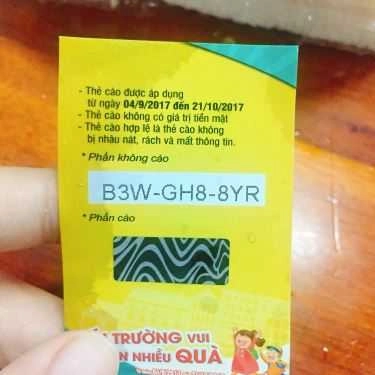 - Thẻ cào được áp dụng
từ ngày 04/9/2017 đến 21/10/2017
- Thẻ cào không có giá trị tiền mặt
- Thẻ cào hợp lệ là thẻ cào không
bị nhàu nát, rách và mất thông tin.
* Phần không cào
B3W-GH8-8YR
* Phần cào
TRƯỜNG VUI
NHIỀU QUÀ